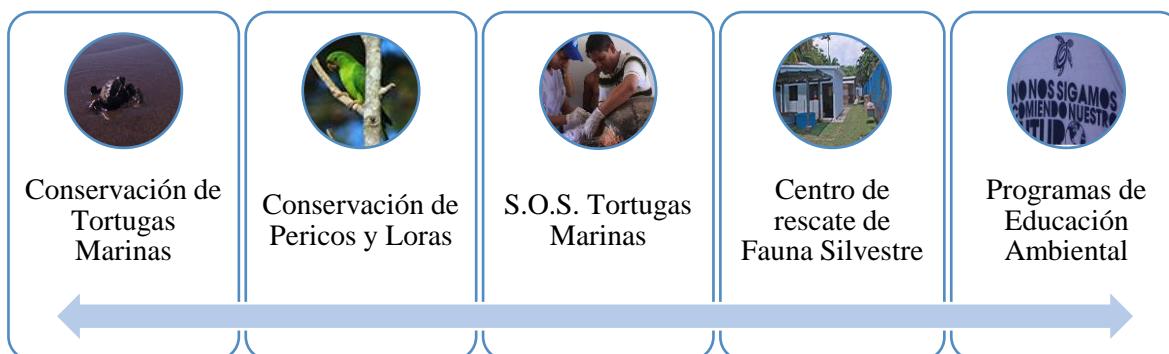 Conservación de
Tortugas
Marinas
Conservación de
Pericos y Loras
S.O.S. Tortugas
Marinas
Centro de
rescate de
Fauna Silvestre
NO NOS SIGAMOS
COMIENDO NUESTRO
Programas de
Educación
Ambiental